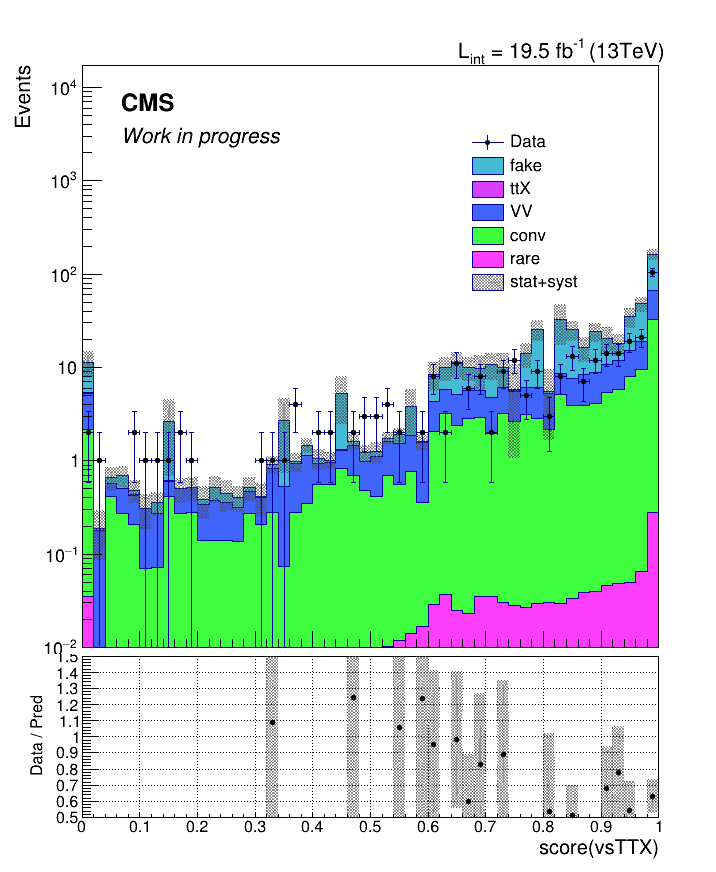 L_int = 19.5 fb^-1 (13TeV)
Events
CMS
Work in progress
Data
fake
ttX
VV
conv
rare
stat+syst
10^4
10^3
10^2
10
1
10^−1
10^−2
Data / Pred
1.5
1.4
1.3
1.2
1.1
1
0.9
0.8
0.7
0.6
0.5
0 0.1 0.2 0.3 0.4 0.5 0.6 0.7 0.8 0.9 1
score(vsTTX)